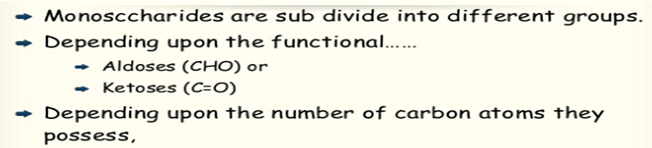 Monosccharides are sub divide into different groups.
Depending upon the functional......
Aldoses (CHO) or
Ketoses (C=O)
Depending upon the number of carbon atoms they
possess,